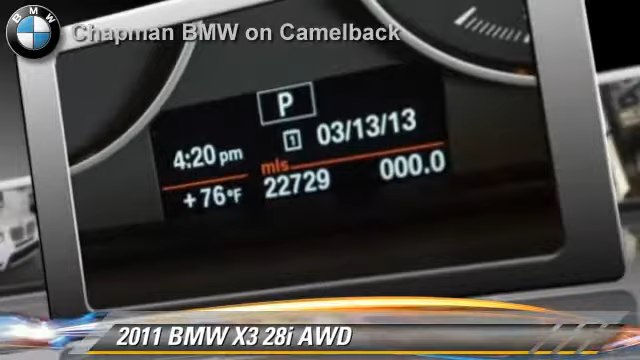 BMW
Chapman BMW on Camelback
P
1 03/13/13
4:20 pm
mls
+76°F 22729 000.0
2011 BMW X3 28i AWD